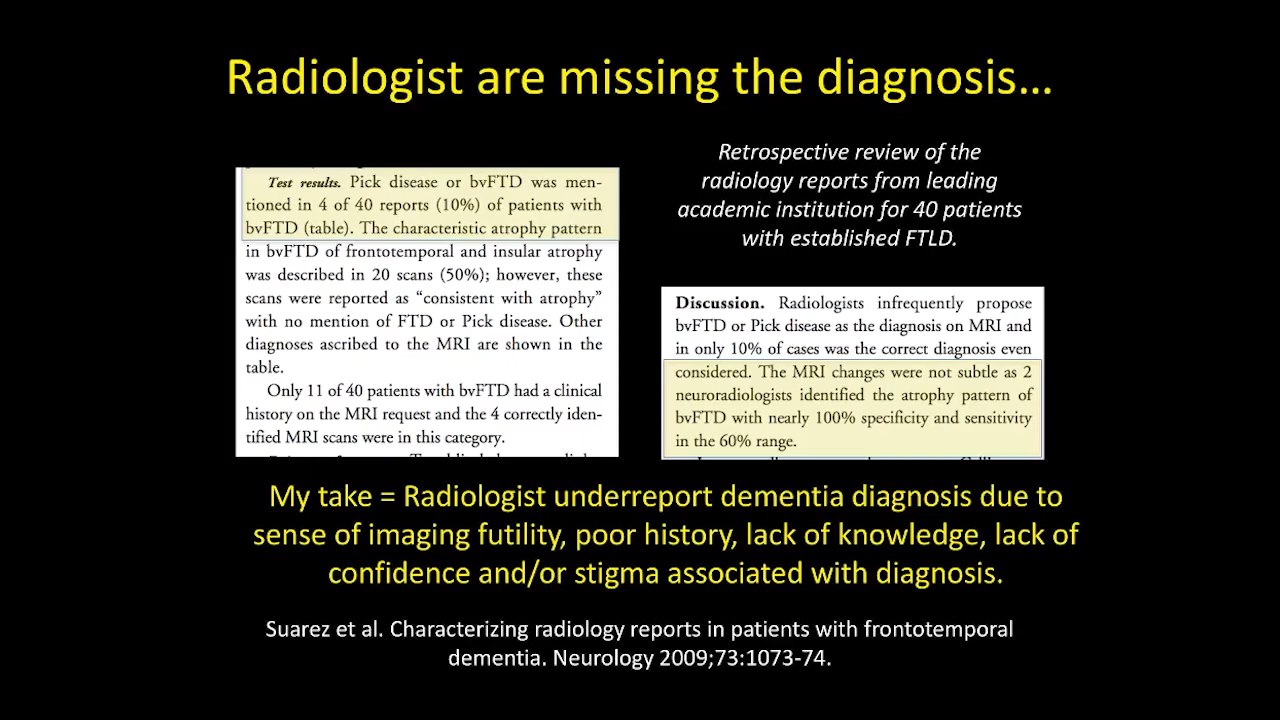 Radiologist are missing the diagnosis...
Retrospective review of the
radiology reports from leading
academic institution for 40 patients
with established FTLD.
Test results. Pick disease or bvFTD was men-
tioned in 4 of 40 reports (10%) of patients with
bvFTD (table). The characteristic atrophy pattern
in bvFTD of frontotemporal and insular atrophy
was described in 20 scans (50%); however, these
scans were reported as “consistent with atrophy”
with no mention of FTD or Pick disease. Other
diagnoses ascribed to the MRI are shown in the
table.
Only 11 of 40 patients with bvFTD had a clinical
history on the MRI request and the 4 correctly iden-
tified MRI scans were in this category.
Discussion. Radiologists infrequently propose
bvFTD or Pick disease as the diagnosis on MRI and
in only 10% of cases was the correct diagnosis even
considered. The MRI changes were not subtle as 2
neuroradiologists identified the atrophy pattern of
bvFTD with nearly 100% specificity and sensitivity
in the 60% range.
My take = Radiologist underreport dementia diagnosis due to
sense of imaging futility, poor history, lack of knowledge, lack of
confidence and/or stigma associated with diagnosis.
Suarez et al. Characterizing radiology reports in patients with frontotemporal
dementia. Neurology 2009;73:1073-74.